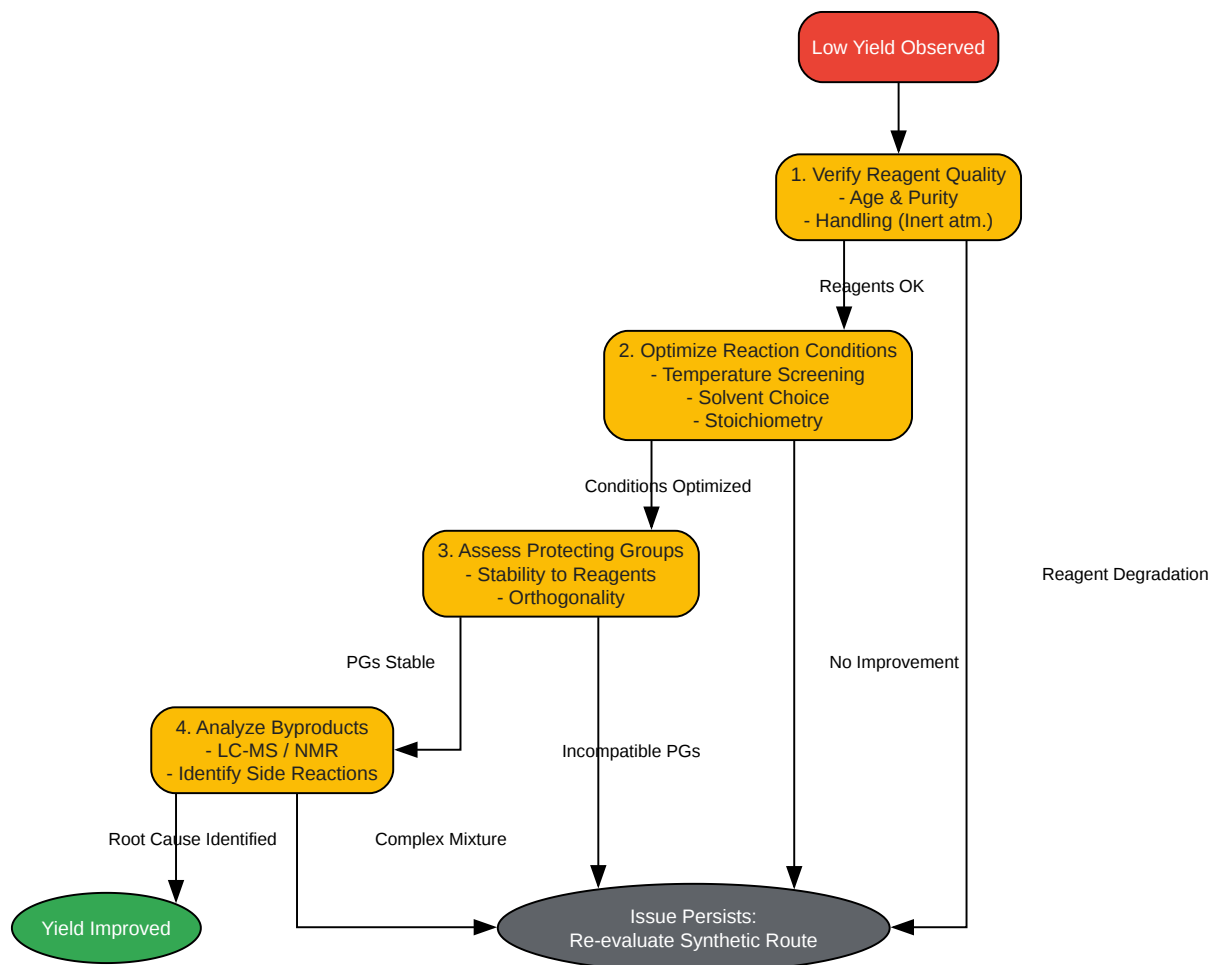 Low Yield Observed
1. Verify Reagent Quality
- Age & Purity
- Handling (Inert atm.)
Reagents OK
2. Optimize Reaction Conditions
- Temperature Screening
- Solvent Choice
- Stoichiometry
Conditions Optimized
3. Assess Protecting Groups
- Stability to Reagents
- Orthogonality
Reagent Degradation
PGs Stable
No Improvement
4. Analyze Byproducts
- LC-MS / NMR
- Identify Side Reactions
Incompatible PGs
Root Cause Identified
Complex Mixture
Yield Improved
Issue Persists:
Re-evaluate Synthetic Route